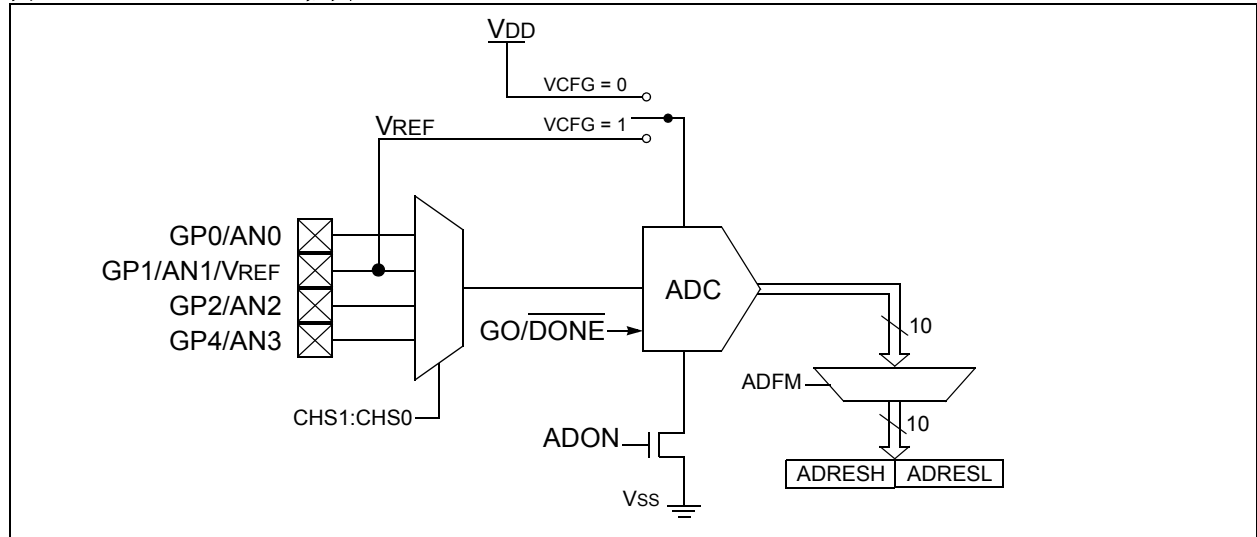 VDD
VCFG = 0
VREF
VCFG = 1
GP0/AN0
GP1/AN1/VREF
GP2/AN2
GP4/AN3
ADC
GO/DONE
10
ADFM
CHS1:CHS0
10
ADON
ADRESH ADRESL
VSS